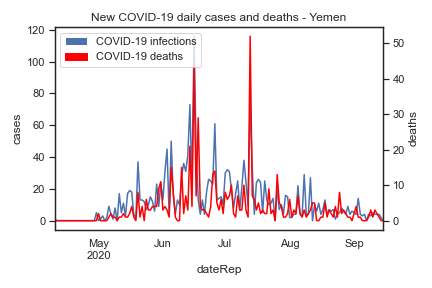 New COVID-19 daily cases and deaths - Yemen
COVID-19 infections
COVID-19 deaths
120
100
80
60
40
20
0
cases
50
40
30
20
10
0
deaths
May
2020
Jun
Jul
Aug
Sep
dateRep